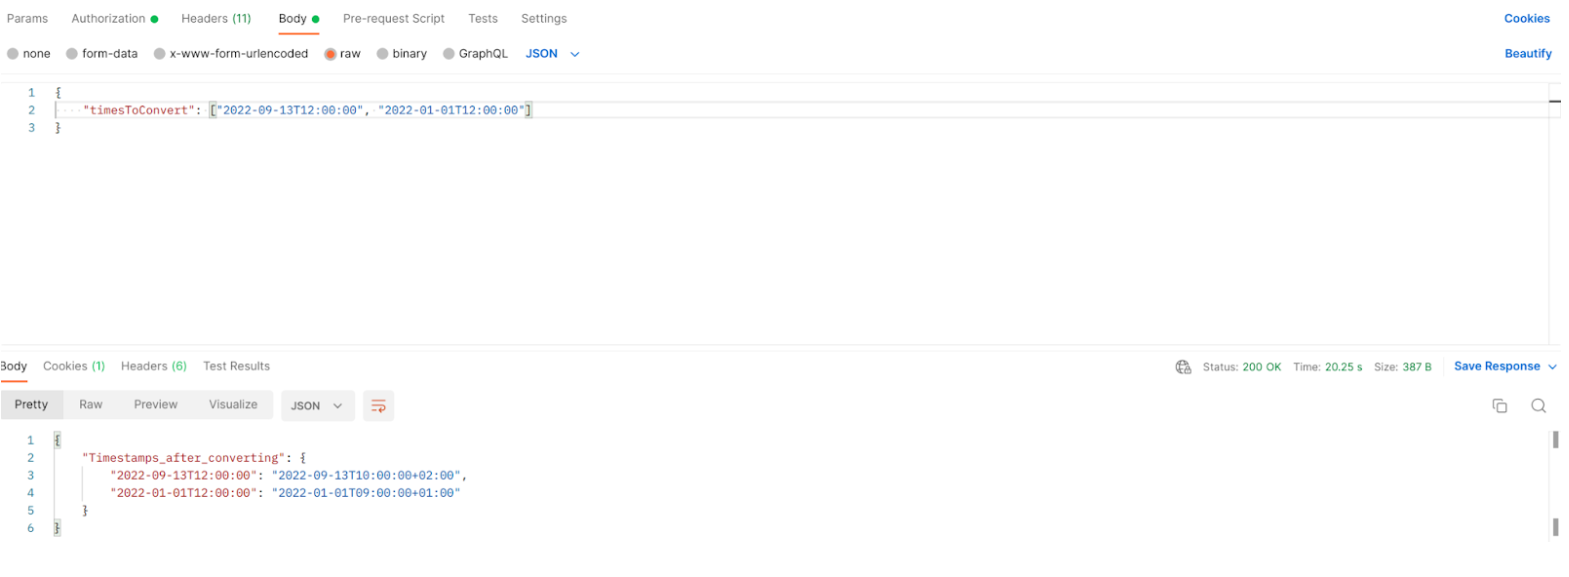 Params Authorization Headers (11) Body Pre-request Script Tests Settings Cookies
none form-data x-www-form-urlencoded raw binary GraphQL JSON Beautify
1 {
2 "timesToConvert": ["2022-09-13T12:00:00", "2022-01-01T12:00:00"]
3 }
Body Cookies (1) Headers (6) Test Results Status: 200 OK Time: 20.25 s Size: 387 B Save Response
Pretty Raw Preview Visualize JSON
1 {
2 "Timestamps_after_converting": {
3 "2022-09-13T12:00:00": "2022-09-13T10:00:00+02:00",
4 "2022-01-01T12:00:00": "2022-01-01T09:00:00+01:00"
5 }
6 }